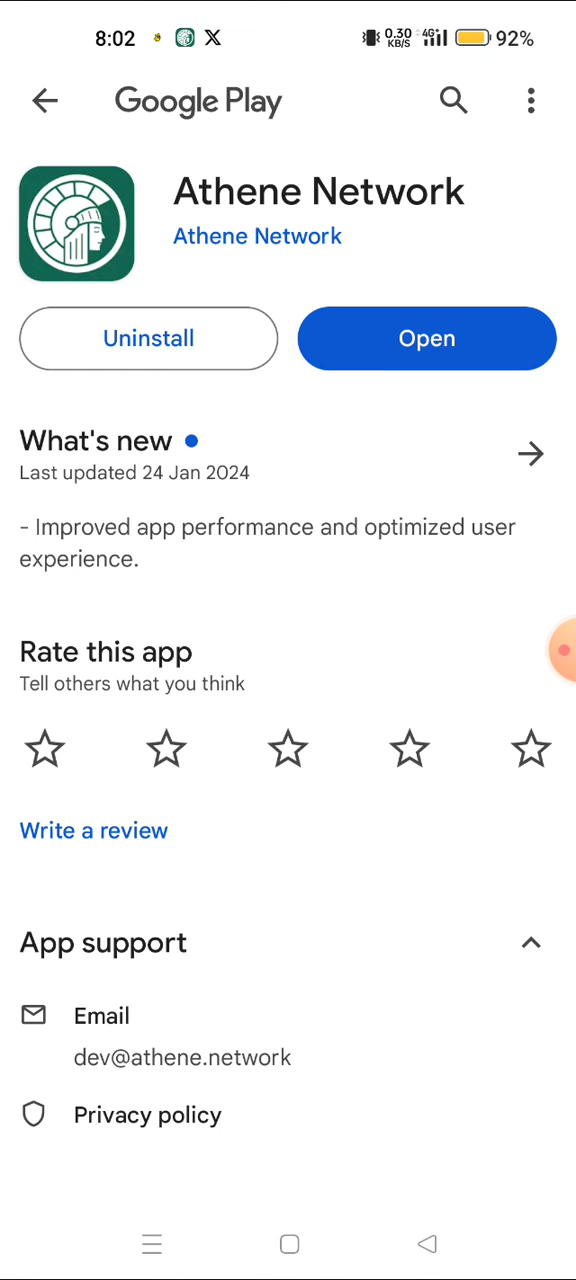 8:02 X 0.30 KB/S 4G+ 92%
Google Play
Athene Network
Athene Network
Uninstall
Open
What's new
Last updated 24 Jan 2024
- Improved app performance and optimized user
experience.
Rate this app
Tell others what you think
Write a review
App support
Email
dev@athene.network
Privacy policy